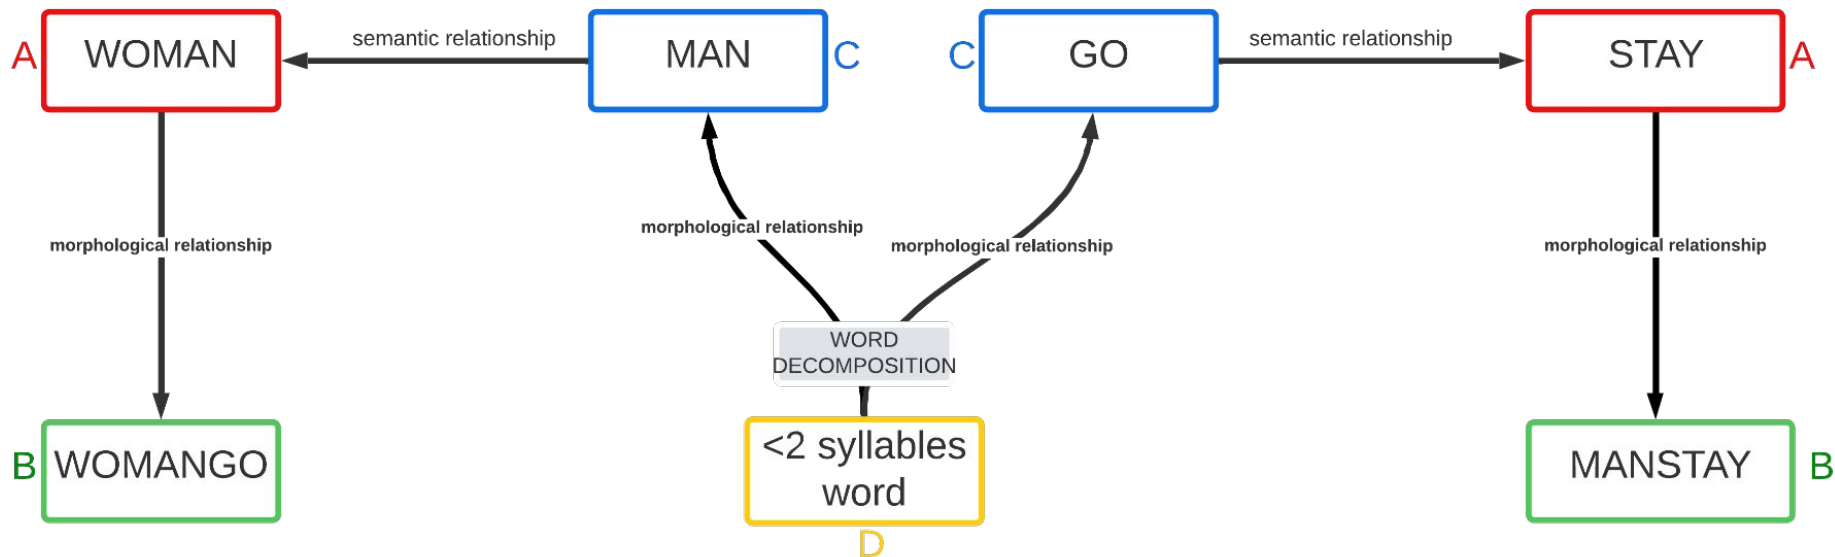 A WOMAN semantic relationship MAN C C GO semantic relationship STAY A
morphological relationship
morphological relationship
morphological relationship
morphological relationship
WORD
DECOMPOSITION
B WOMANGO
<2 syllables
word
D
MANSTAY B